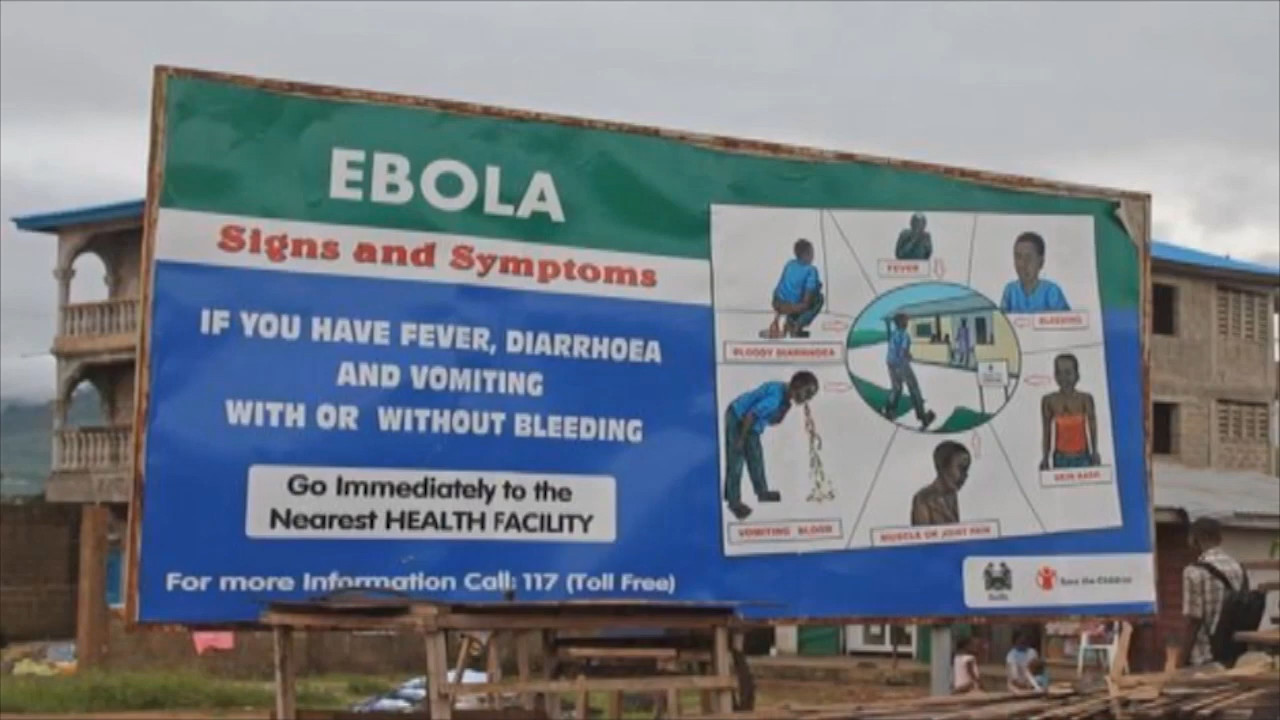 EBOLA
Signs and Symptoms
IF YOU HAVE FEVER, DIARRHOEA
AND VOMITING
WITH OR WITHOUT BLEEDING
Go Immediately to the
Nearest HEALTH FACILITY
For more Information Call: 117 (Toll Free)
FEVER
BLEEDING
BLOODY DIARRHOEA
SKIN RASH
VOMITING BLOOD
MUSCLE OR JOINT PAIN
Save the Children